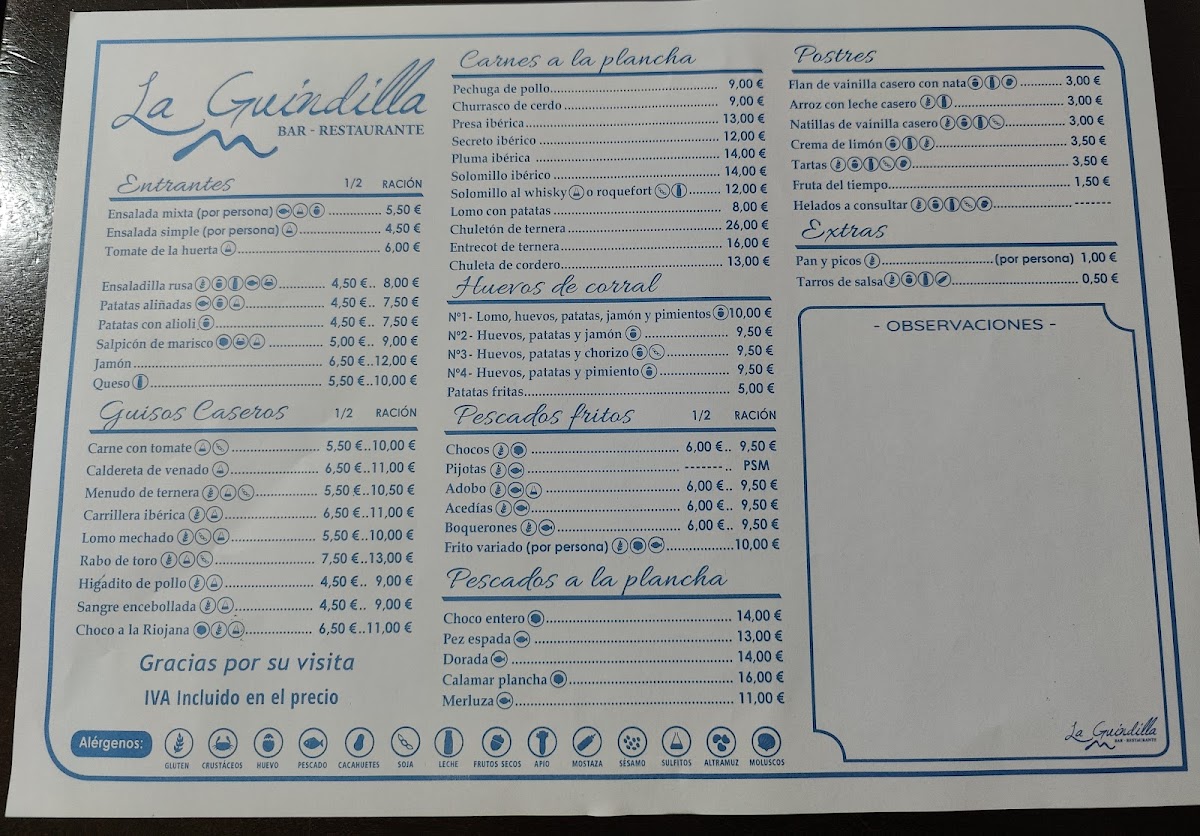 La Guindilla
BAR - RESTAURANTE
Entrantes 1/2 RACIÓN
Ensalada mixta (por persona) 5,50 €
Ensalada simple (por persona) 4,50 €
Tomate de la huerta 6,00 €
Ensaladilla rusa 4,50 €.. 8,00 €
Patatas aliñadas 4,50 €.. 7,50 €
Patatas con alioli 4,50 €.. 7,50 €
Salpicón de marisco 5,00 €.. 9,00 €
Jamón 6,50 €..12,00 €
Queso 5,50 €..10,00 €
Guisos Caseros 1/2 RACIÓN
Carne con tomate 5,50 €..10,00 €
Caldereta de venado 6,50 €..11,00 €
Menudo de ternera 5,50 €..10,50 €
Carrillera ibérica 6,50 €..11,00 €
Lomo mechado 5,50 €..10,00 €
Rabo de toro 7,50 €..13,00 €
Higádito de pollo 4,50 €.. 9,00 €
Sangre encebollada 4,50 €.. 9,00 €
Choco a la Riojana 6,50 €..11,00 €
Gracias por su visita
IVA Incluido en el precio
Carnes a la plancha
Pechuga de pollo 9,00 €
Churrasco de cerdo 9,00 €
Presa ibérica 13,00 €
Secreto ibérico 12,00 €
Pluma ibérica 14,00 €
Solomillo ibérico 14,00 €
Solomillo al whisky o roquefort 12,00 €
Lomo con patatas 8,00 €
Chuletón de ternera 26,00 €
Entrecot de ternera 16,00 €
Chuleta de cordero 13,00 €
Huevos de corral
Nº1- Lomo, huevos, patatas, jamón y pimientos 10,00 €
Nº2- Huevos, patatas y jamón 9,50 €
Nº3- Huevos, patatas y chorizo 9,50 €
Nº4- Huevos, patatas y pimiento 9,50 €
Patatas fritas 5,00 €
Pescados fritos 1/2 RACIÓN
Chocos 6,00 €.. 9,50 €
Pijotas -------.. PSM
Adobo 6,00 €.. 9,50 €
Acedías 6,00 €.. 9,50 €
Boquerones 6,00 €.. 9,50 €
Frito variado (por persona) 10,00 €
Pescados a la plancha
Choco entero 14,00 €
Pez espada 13,00 €
Dorada 14,00 €
Calamar plancha 16,00 €
Merluza 11,00 €
Postres
Flan de vainilla casero con nata 3,00 €
Arroz con leche casero 3,00 €
Natillas de vainilla casero 3,00 €
Crema de limón 3,50 €
Tartas 3,50 €
Fruta del tiempo 1,50 €
Helados a consultar -------
Extras
Pan y picos (por persona) 1,00 €
Tarros de salsa 0,50 €
- OBSERVACIONES -
La Guindilla
BAR - RESTAURANTE
Alérgenos:
GLUTEN CRUSTÁCEOS HUEVO PESCADO CACAHUETES SOJA LECHE FRUTOS SECOS APIO MOSTAZA SÉSAMO SULFITOS ALTRAMUZ MOLUSCOS